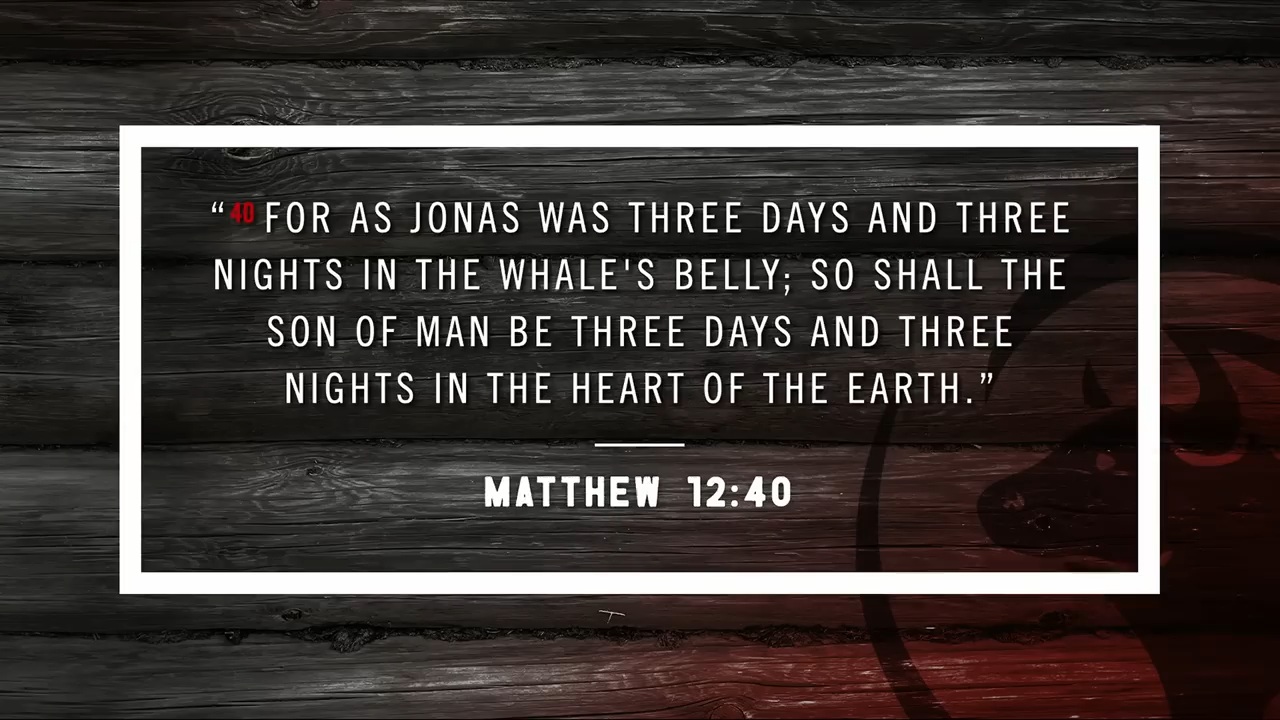 “40 FOR AS JONAS WAS THREE DAYS AND THREE
NIGHTS IN THE WHALE'S BELLY; SO SHALL THE
SON OF MAN BE THREE DAYS AND THREE
NIGHTS IN THE HEART OF THE EARTH.”
MATTHEW 12:40